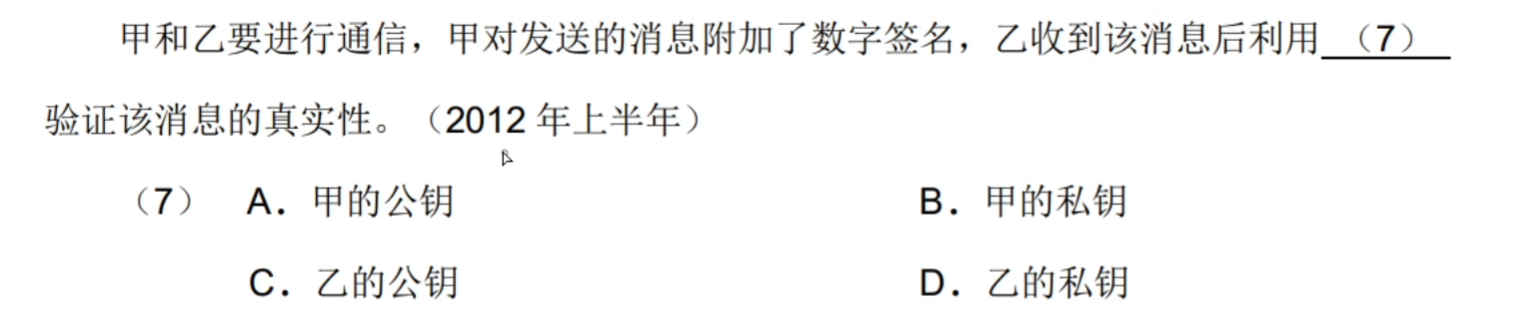 甲和乙要进行通信，甲对发送的消息附加了数字签名，乙收到该消息后利用 （7）
验证该消息的真实性。（2012 年上半年）
（7） A．甲的公钥 B．甲的私钥
C．乙的公钥 D．乙的私钥